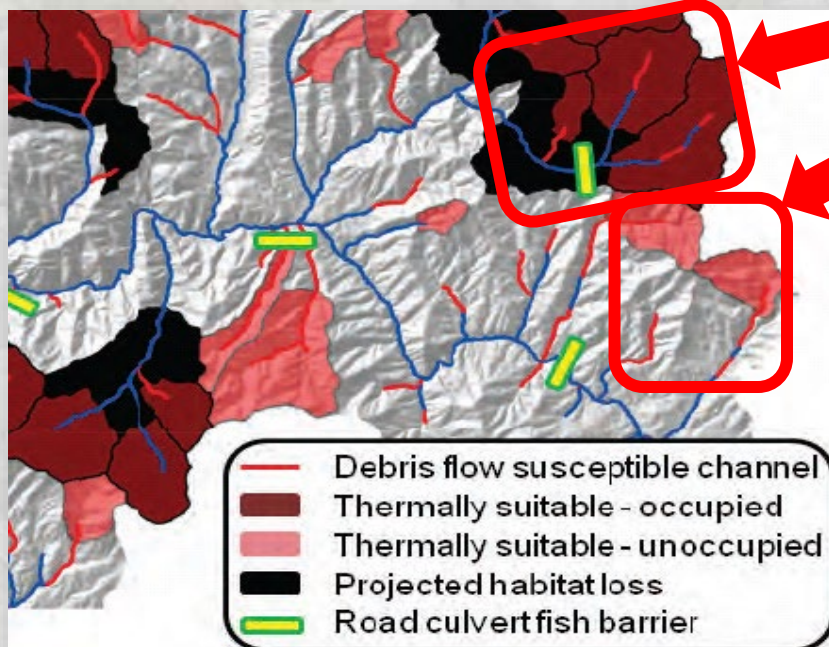 Debris flow susceptible channel
Thermally suitable - occupied
Thermally suitable - unoccupied
Projected habitat loss
Road culvert fish barrier